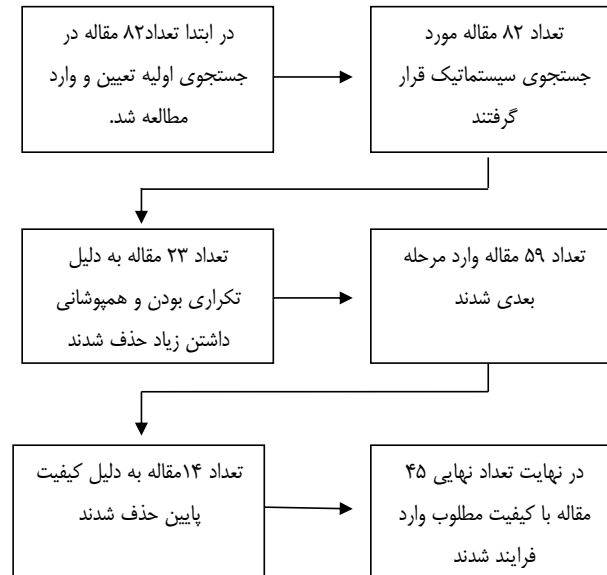 در ابتدا تعداد۸۲ مقاله در
جستجوی اولیه تعیین و وارد
مطالعه شد.
تعداد ۸۲ مقاله مورد
جستجوی سیستماتیک قرار
گرفتند
تعداد ۲۳ مقاله به دلیل
تکراری بودن و همپوشانی
داشتن زیاد حذف شدند
تعداد ۵۹ مقاله وارد مرحله
بعدی شدند
تعداد ۱۴مقاله به دلیل کیفیت
پایین حذف شدند
در نهایت تعداد نهایی ۴۵
مقاله با کیفیت مطلوب وارد
فرایند شدند